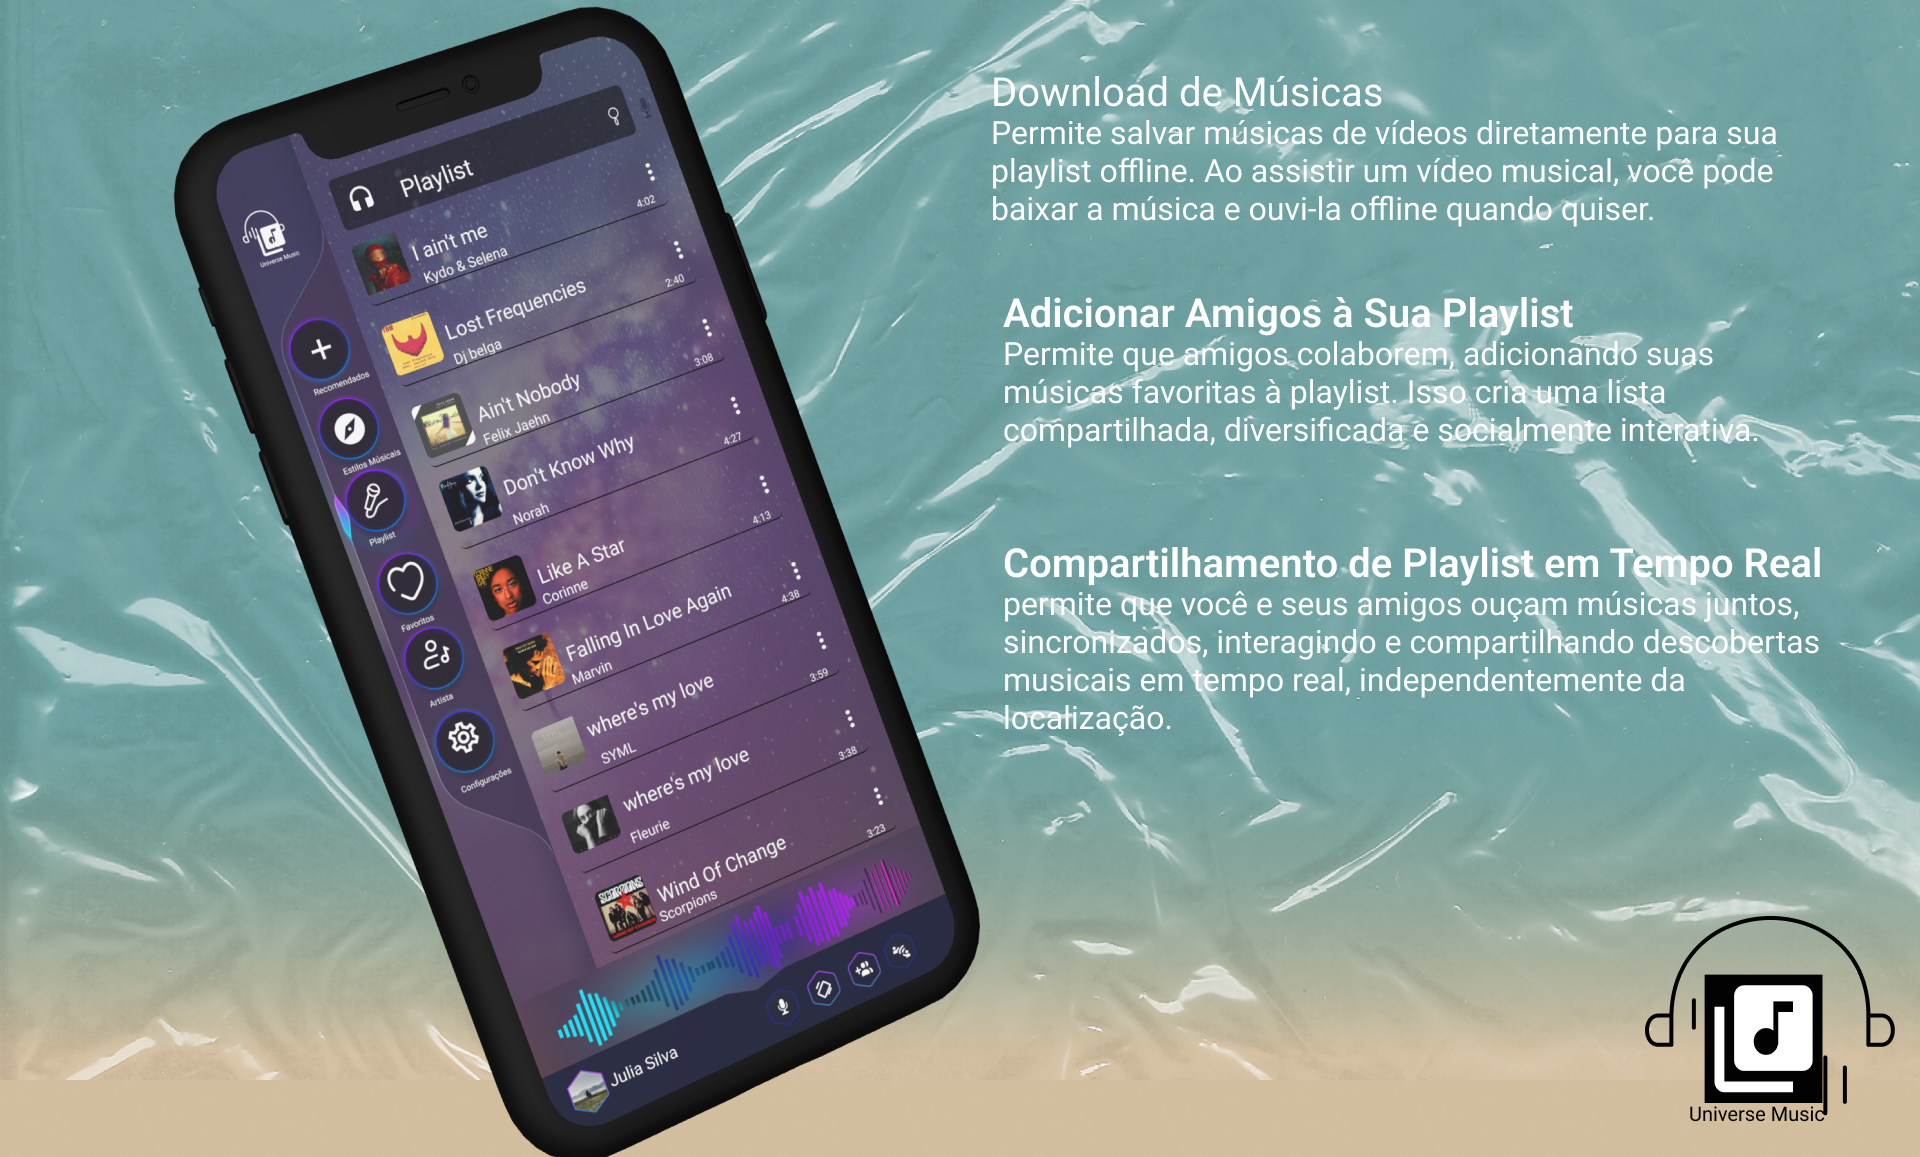 Playlist
Universe Music
I ain't me
Kydo & Selena
4:02
Lost Frequencies
Dj belga
2:40
Ain't Nobody
Felix Jaehn
3:08
Don't Know Why
Norah
4:27
Like A Star
Corinne
4:13
Falling In Love Again
Marvin
4:38
where's my love
SYML
3:59
where's my love
Fleurie
3:38
Wind Of Change
Scorpions
3:23
SCORPIONS
Recomendados
Estilos Músicais
Playlist
Favoritos
Artista
Configurações
Julia Silva
Download de Músicas
Permite salvar músicas de vídeos diretamente para sua
playlist offline. Ao assistir um vídeo musical, você pode
baixar a música e ouvi-la offline quando quiser.
Adicionar Amigos à Sua Playlist
Permite que amigos colaborem, adicionando suas
músicas favoritas à playlist. Isso cria uma lista
compartilhada, diversificada e socialmente interativa.
Compartilhamento de Playlist em Tempo Real
permite que você e seus amigos ouçam músicas juntos,
sincronizados, interagindo e compartilhando descobertas
musicais em tempo real, independentemente da
localização.
Universe Music